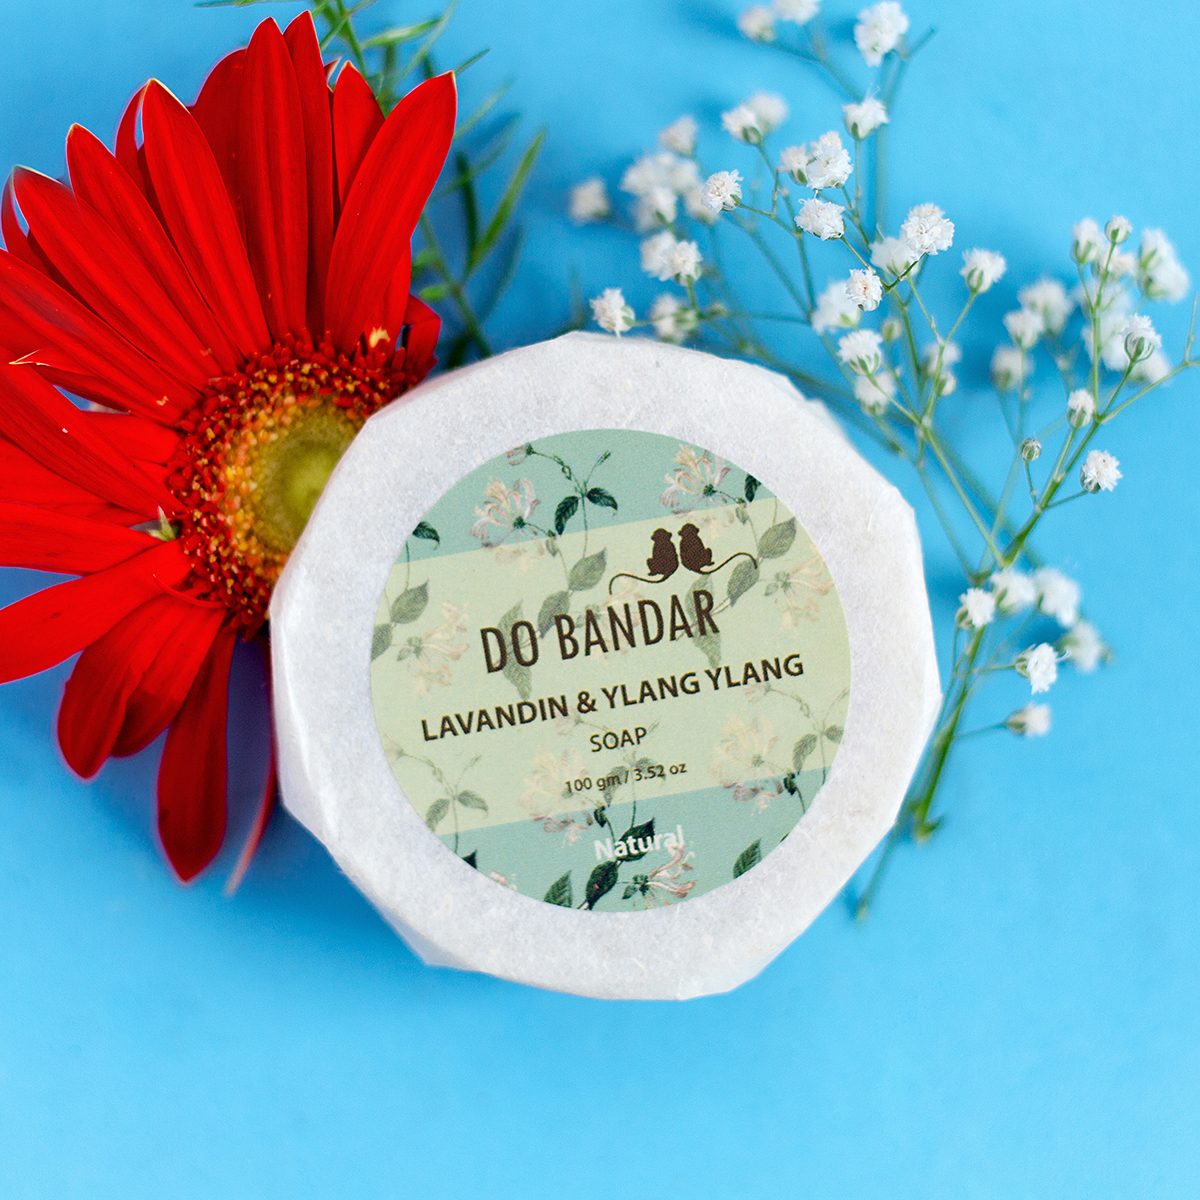 DO BANDAR
LAVANDIN & YLANG YLANG
SOAP
100 gm / 3.52 oz
Natural